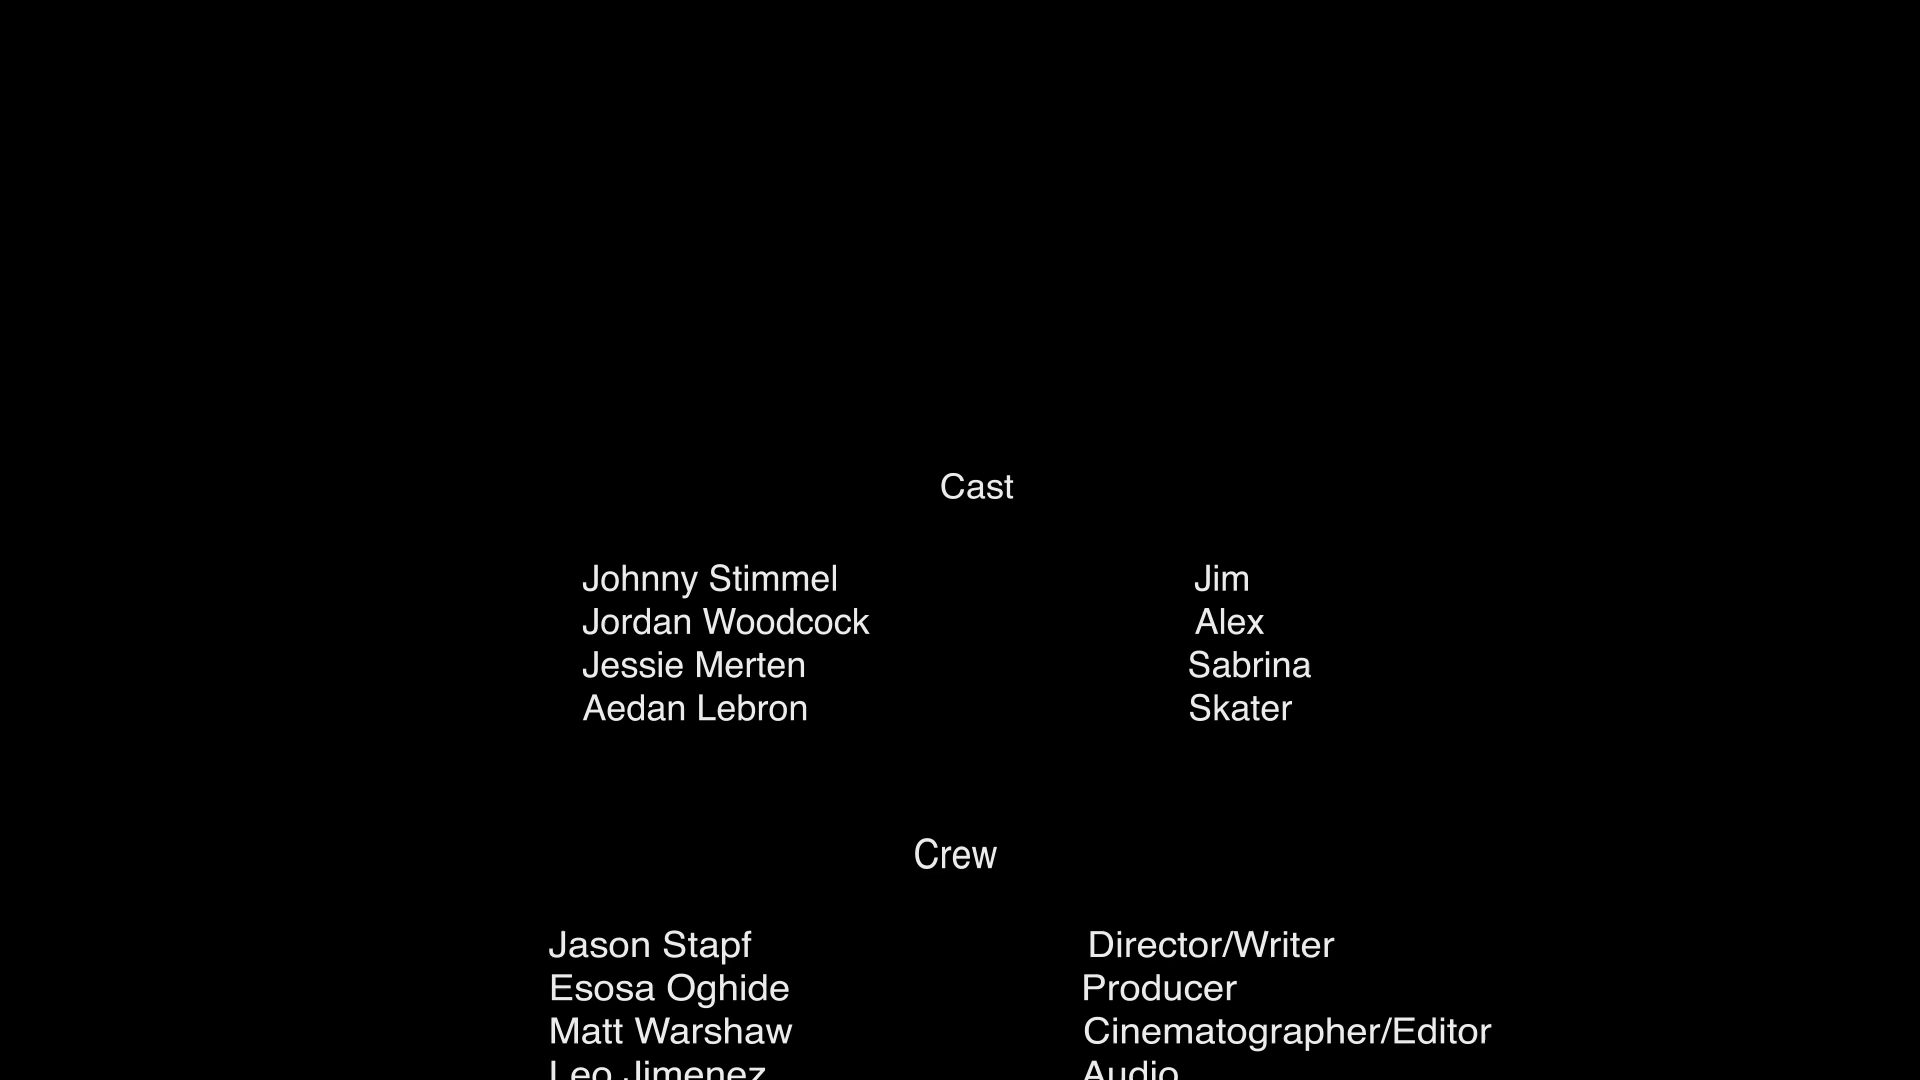 Cast
Johnny Stimmel Jim
Jordan Woodcock Alex
Jessie Merten Sabrina
Aedan Lebron Skater
Crew
Jason Stapf Director/Writer
Esosa Oghide Producer
Matt Warshaw Cinematographer/Editor
Leo Jimenez Audio